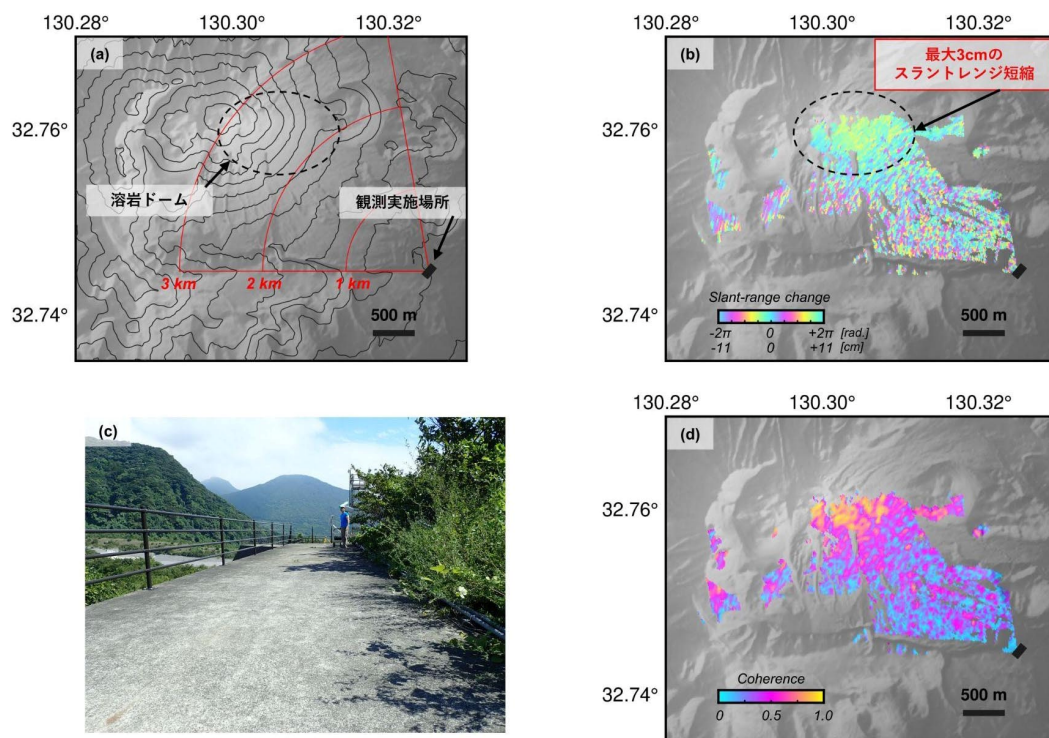 130.28° 130.30° 130.32°
(a)
32.76°
溶岩ドーム
観測実施場所
3 km 2 km 1 km
32.74°
500 m
130.28° 130.30° 130.32°
(b)
最大3cmの
スラントレンジ短縮
32.76°
Slant-range change
-2π 0 +2π [rad.]
-11 0 +11 [cm]
32.74°
500 m
(c)
130.28° 130.30° 130.32°
(d)
32.76°
Coherence
0 0.5 1.0
32.74°
500 m